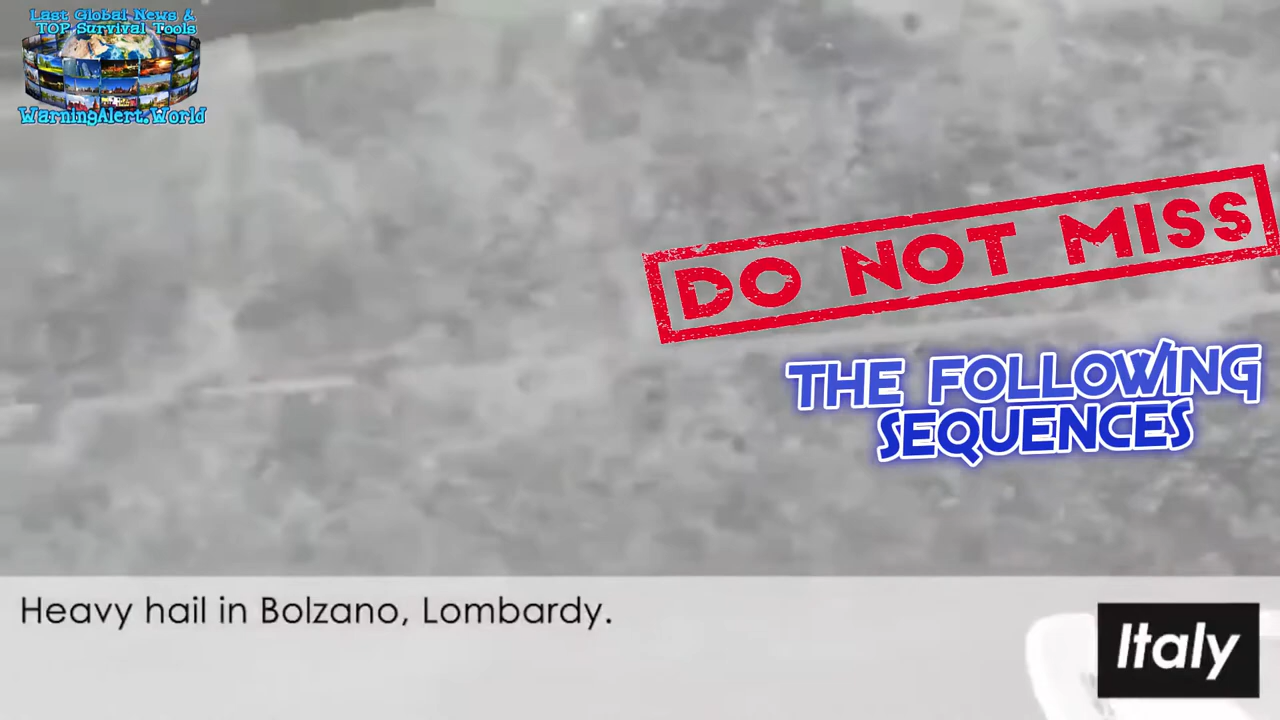 Last Global News &
TOP Survival Tools
WarningAlert.World
DO NOT MISS
THE FOLLOWING
SEQUENCES
Heavy hail in Bolzano, Lombardy.
Italy